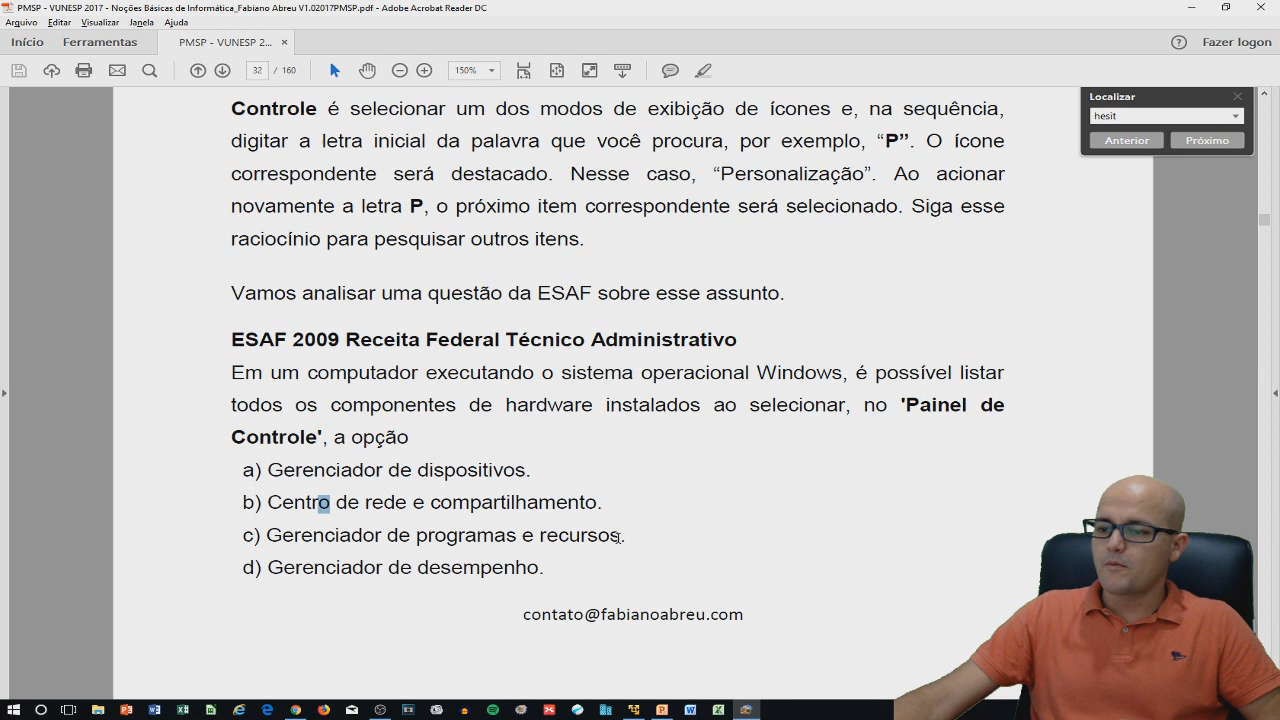 PMSP - VUNESP 2017 - Noções Básicas de Informática_Fabiano Abreu V1.02017PMSP.pdf - Adobe Acrobat Reader DC
Arquivo Editar Visualizar Janela Ajuda
Início Ferramentas PMSP - VUNESP 2... × Fazer logon
32 / 160 150%
Localizar
hesit
Anterior Próximo
Controle é selecionar um dos modos de exibição de ícones e, na sequência,
digitar a letra inicial da palavra que você procura, por exemplo, “P”. O ícone
correspondente será destacado. Nesse caso, “Personalização”. Ao acionar
novamente a letra P, o próximo item correspondente será selecionado. Siga esse
raciocínio para pesquisar outros itens.
Vamos analisar uma questão da ESAF sobre esse assunto.
ESAF 2009 Receita Federal Técnico Administrativo
Em um computador executando o sistema operacional Windows, é possível listar
todos os componentes de hardware instalados ao selecionar, no 'Painel de
Controle', a opção
a) Gerenciador de dispositivos.
b) Centro de rede e compartilhamento.
c) Gerenciador de programas e recursos.
d) Gerenciador de desempenho.
contato@fabianoabreu.com